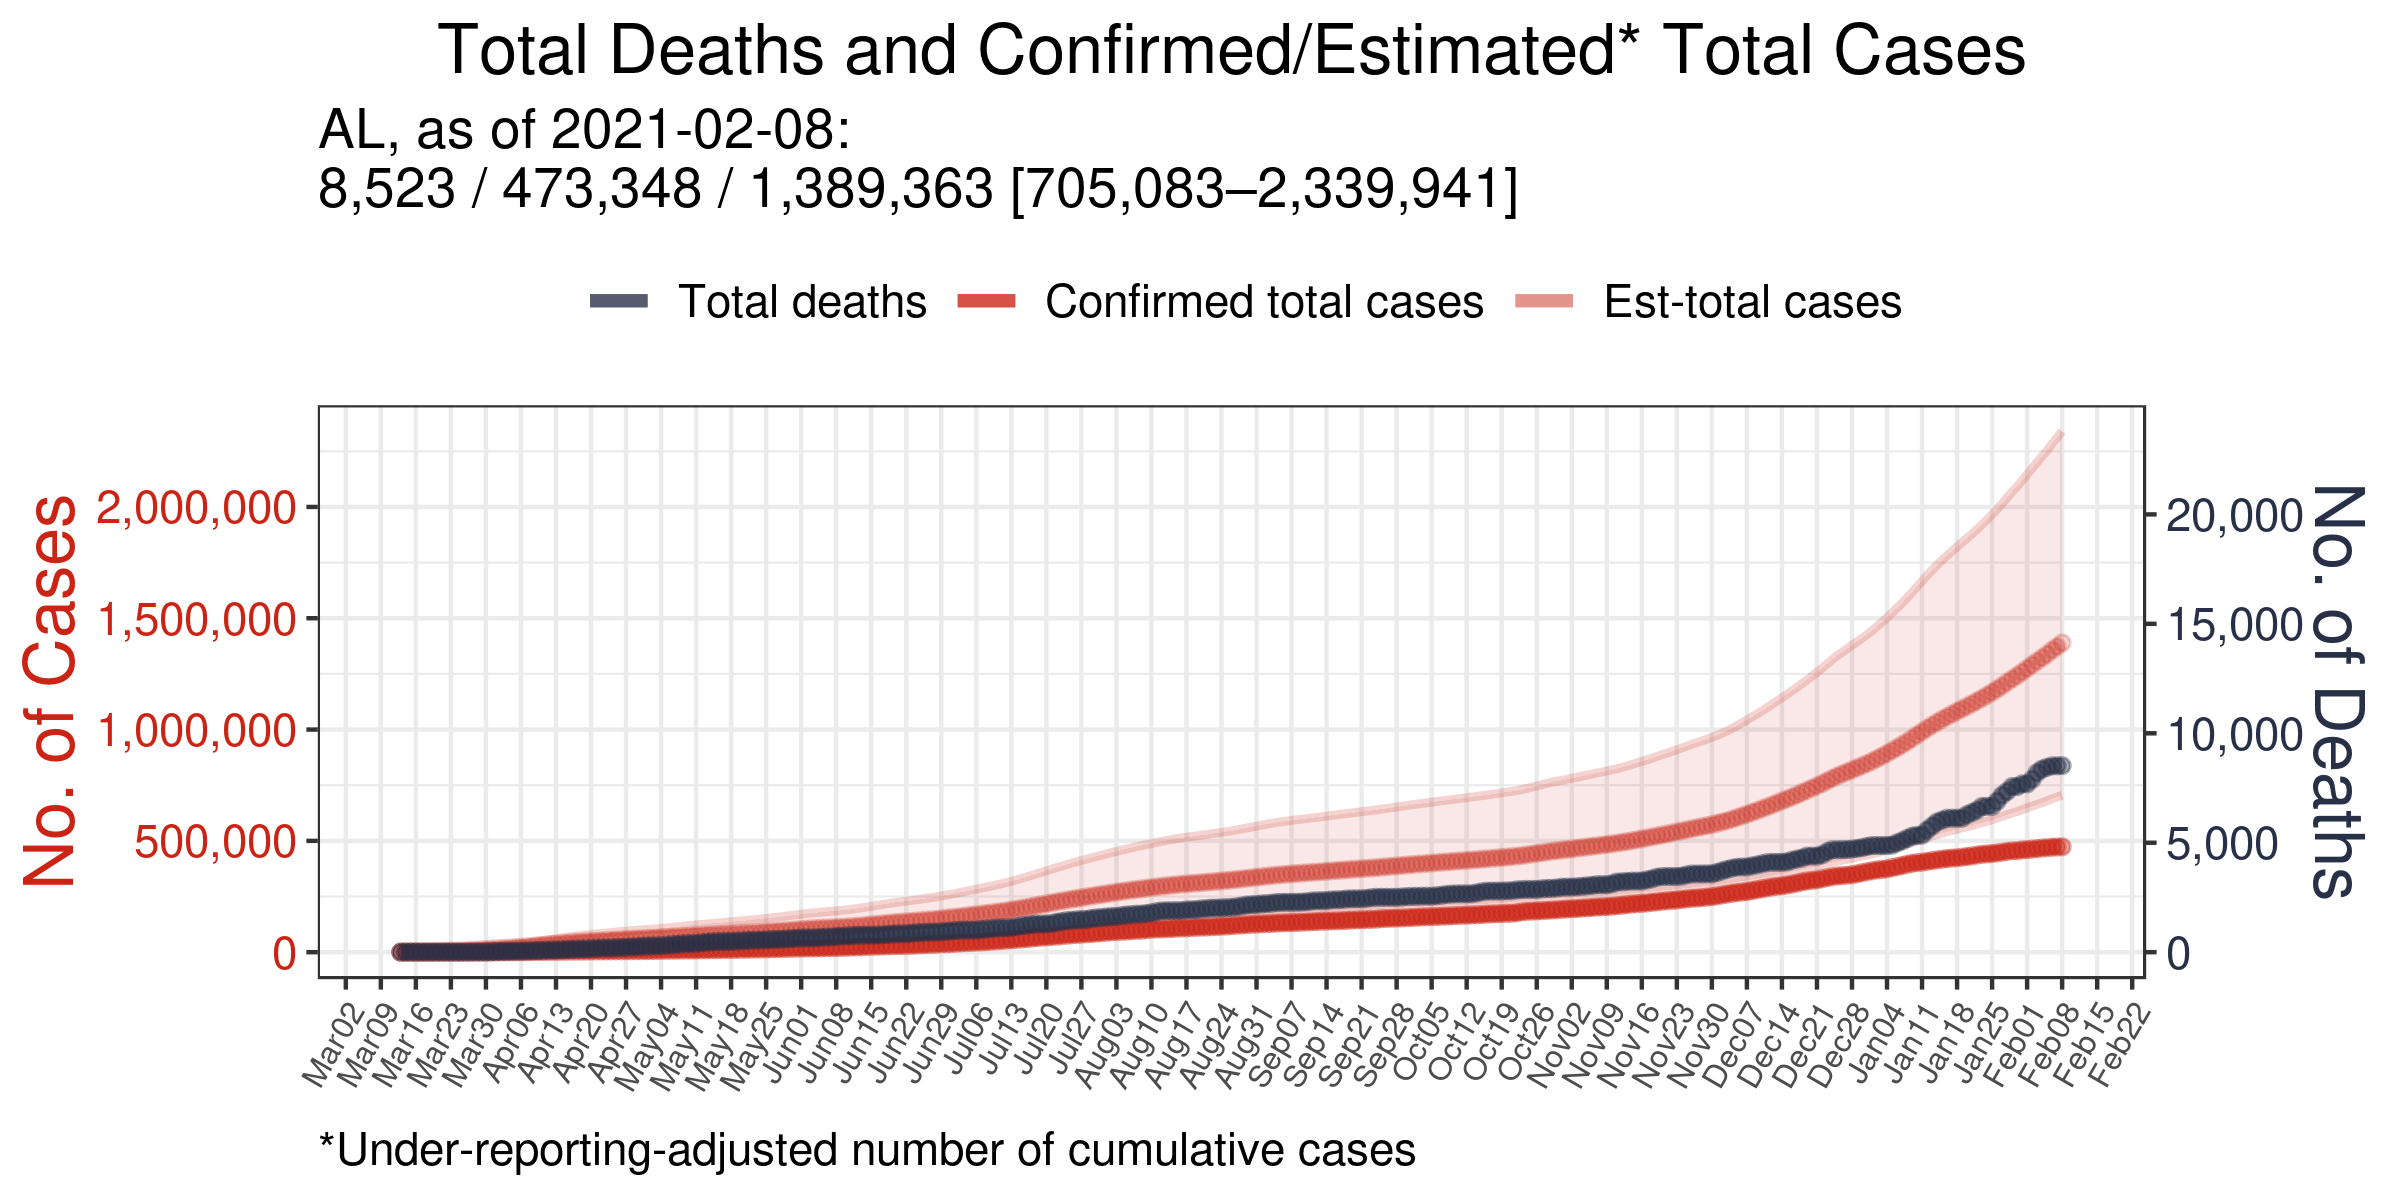 Total Deaths and Confirmed/Estimated* Total Cases
AL, as of 2021-02-08:
8,523 / 473,348 / 1,389,363 [705,083–2,339,941]
Total deaths
Confirmed total cases
Est-total cases
No. of Cases
2,000,000
1,500,000
1,000,000
500,000
0
20,000
15,000
10,000
5,000
0
No. of Deaths
Mar02
Mar09
Mar16
Mar23
Mar30
Apr06
Apr13
Apr20
Apr27
May04
May11
May18
May25
Jun01
Jun08
Jun15
Jun22
Jun29
Jul06
Jul13
Jul20
Jul27
Aug03
Aug10
Aug17
Aug24
Aug31
Sep07
Sep14
Sep21
Sep28
Oct05
Oct12
Oct19
Oct26
Nov02
Nov09
Nov16
Nov23
Nov30
Dec07
Dec14
Dec21
Dec28
Jan04
Jan11
Jan18
Jan25
Feb01
Feb08
Feb15
Feb22
*Under-reporting-adjusted number of cumulative cases